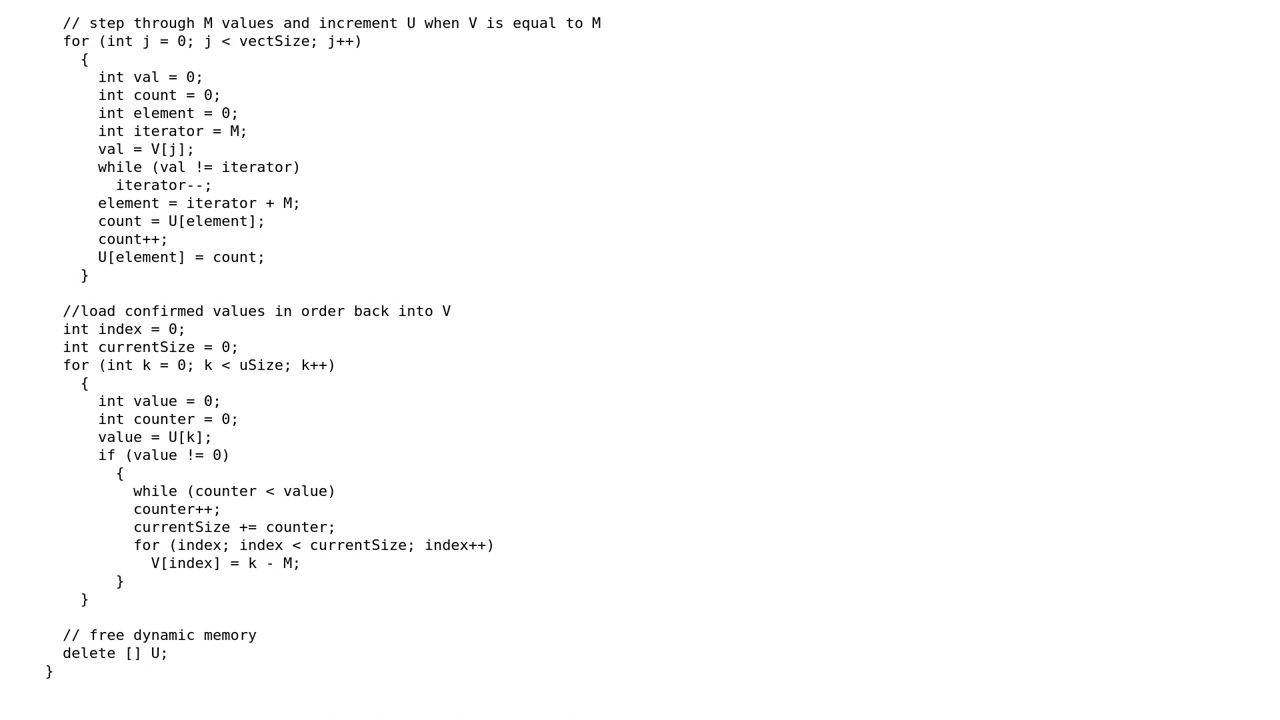 // step through M values and increment U when V is equal to M
for (int j = 0; j < vectSize; j++)
{
int val = 0;
int count = 0;
int element = 0;
int iterator = M;
val = V[j];
while (val != iterator)
iterator--;
element = iterator + M;
count = U[element];
count++;
U[element] = count;
}
//load confirmed values in order back into V
int index = 0;
int currentSize = 0;
for (int k = 0; k < uSize; k++)
{
int value = 0;
int counter = 0;
value = U[k];
if (value != 0)
{
while (counter < value)
counter++;
currentSize += counter;
for (index; index < currentSize; index++)
V[index] = k - M;
}
}
// free dynamic memory
delete [] U;
}